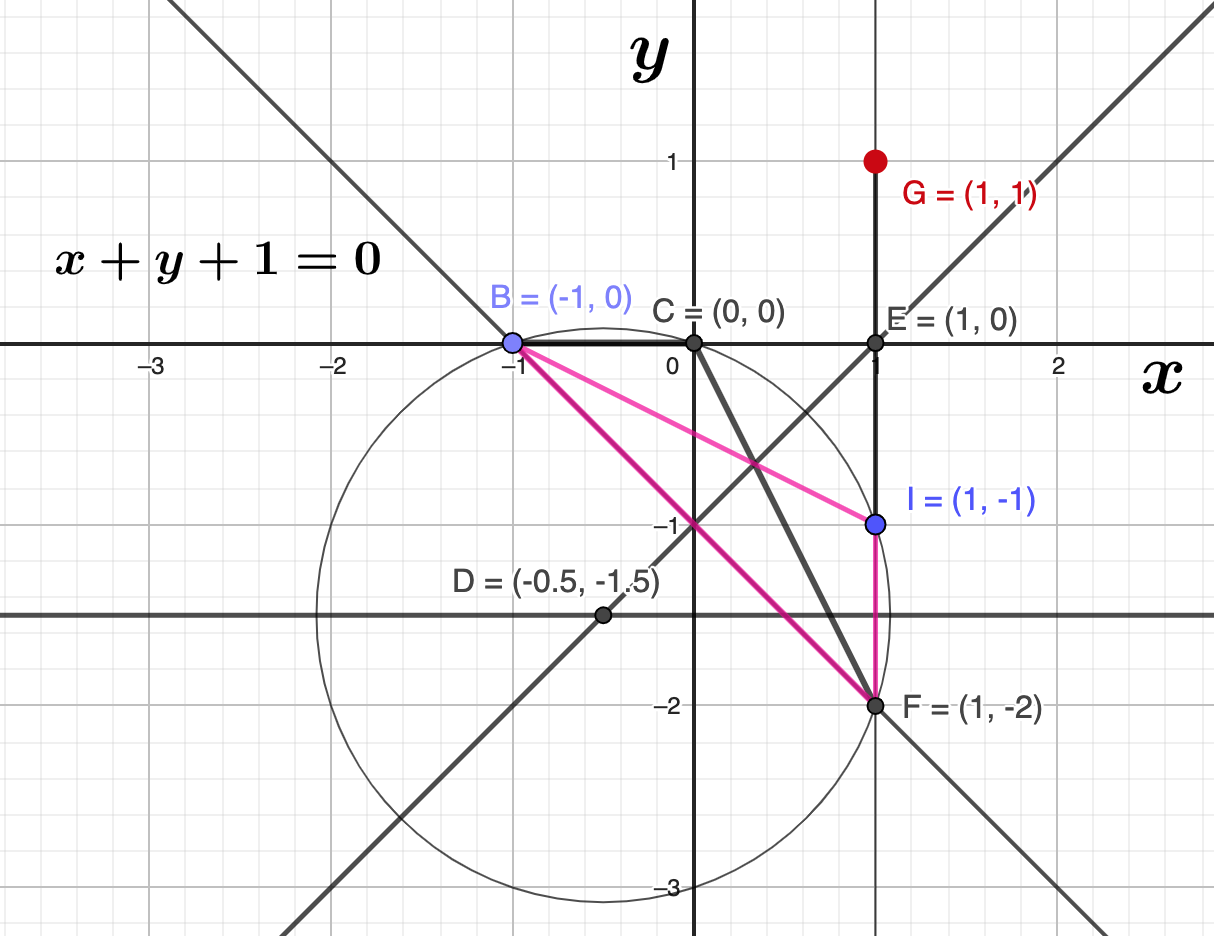 y
1
G = (1, 1)
x + y + 1 = 0
B = (-1, 0)
C = (0, 0)
E = (1, 0)
–3
–2
–1
0
1
2
x
I = (1, -1)
–1
D = (-0.5, -1.5)
–2
F = (1, -2)
–3